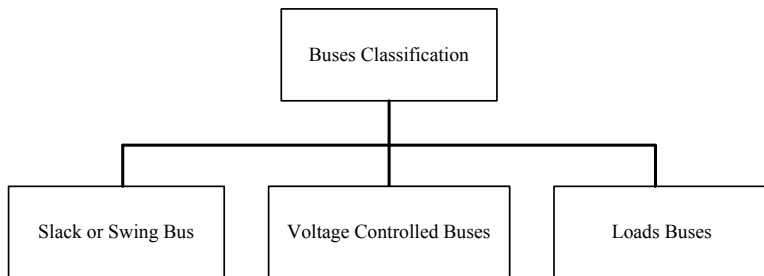 Buses Classification
Slack or Swing Bus
Voltage Controlled Buses
Loads Buses